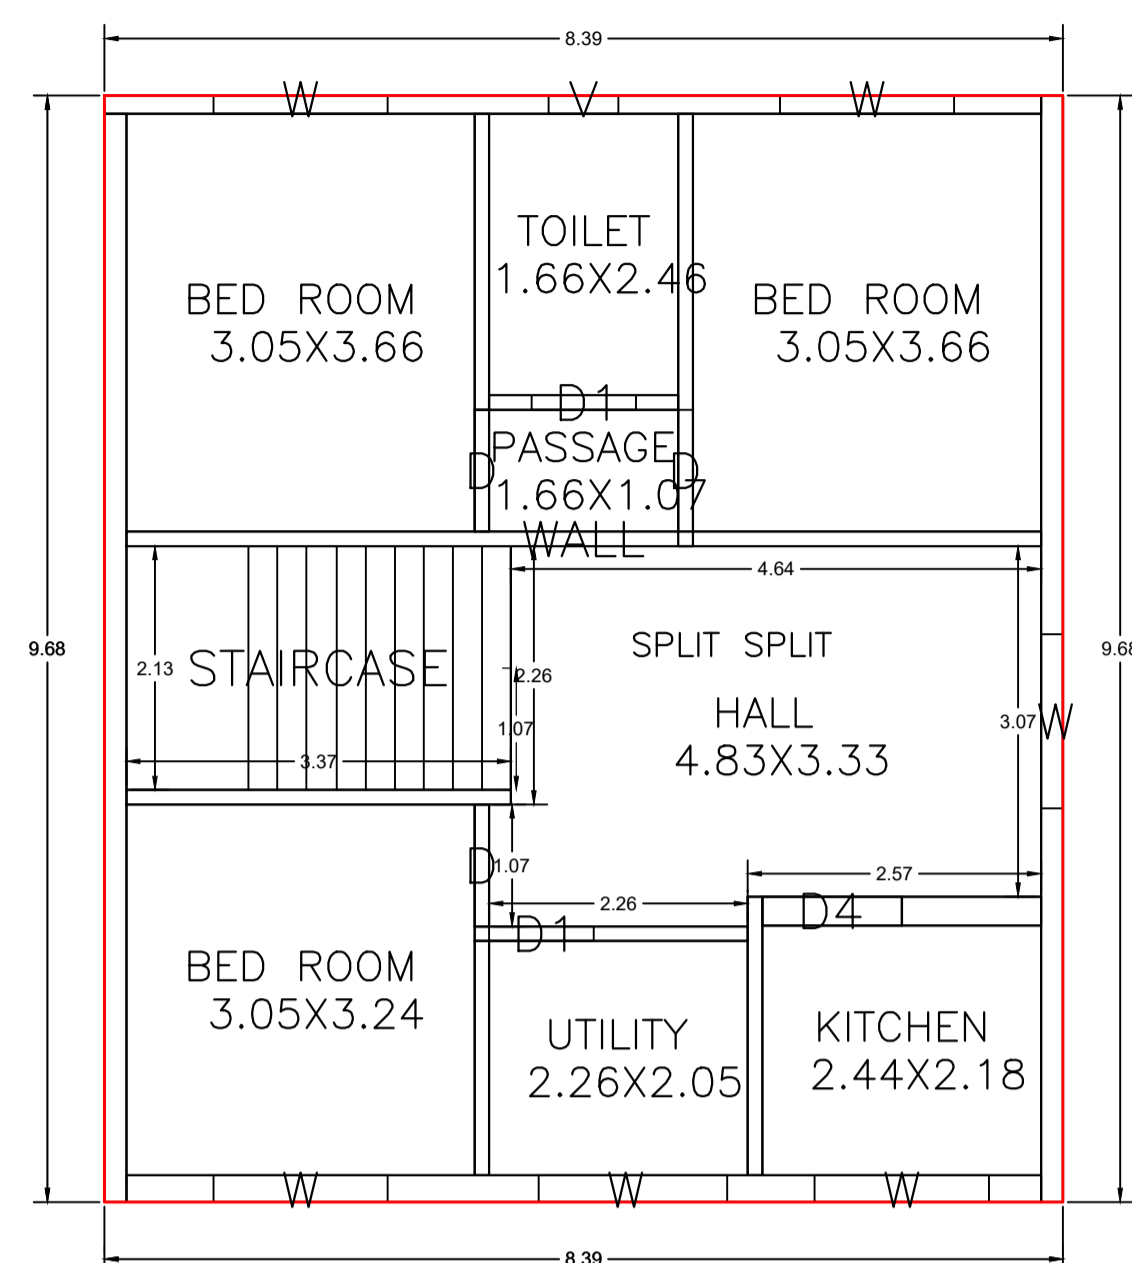 8.39
W
V
W
TOILET
1.66X2.46
BED ROOM
3.05X3.66
BED ROOM
3.05X3.66
D1
PASSAGE
D
D
1.66X1.07
WALL
4.64
SPLIT SPLIT
9.68
9.68
2.13
STAIRCASE
2.26
HALL
3.07
W
1.07
4.83X3.33
3.37
D
1.07
2.57
2.26
D4
D1
BED ROOM
3.05X3.24
UTILITY
2.26X2.05
KITCHEN
2.44X2.18
W
W
W
8.39